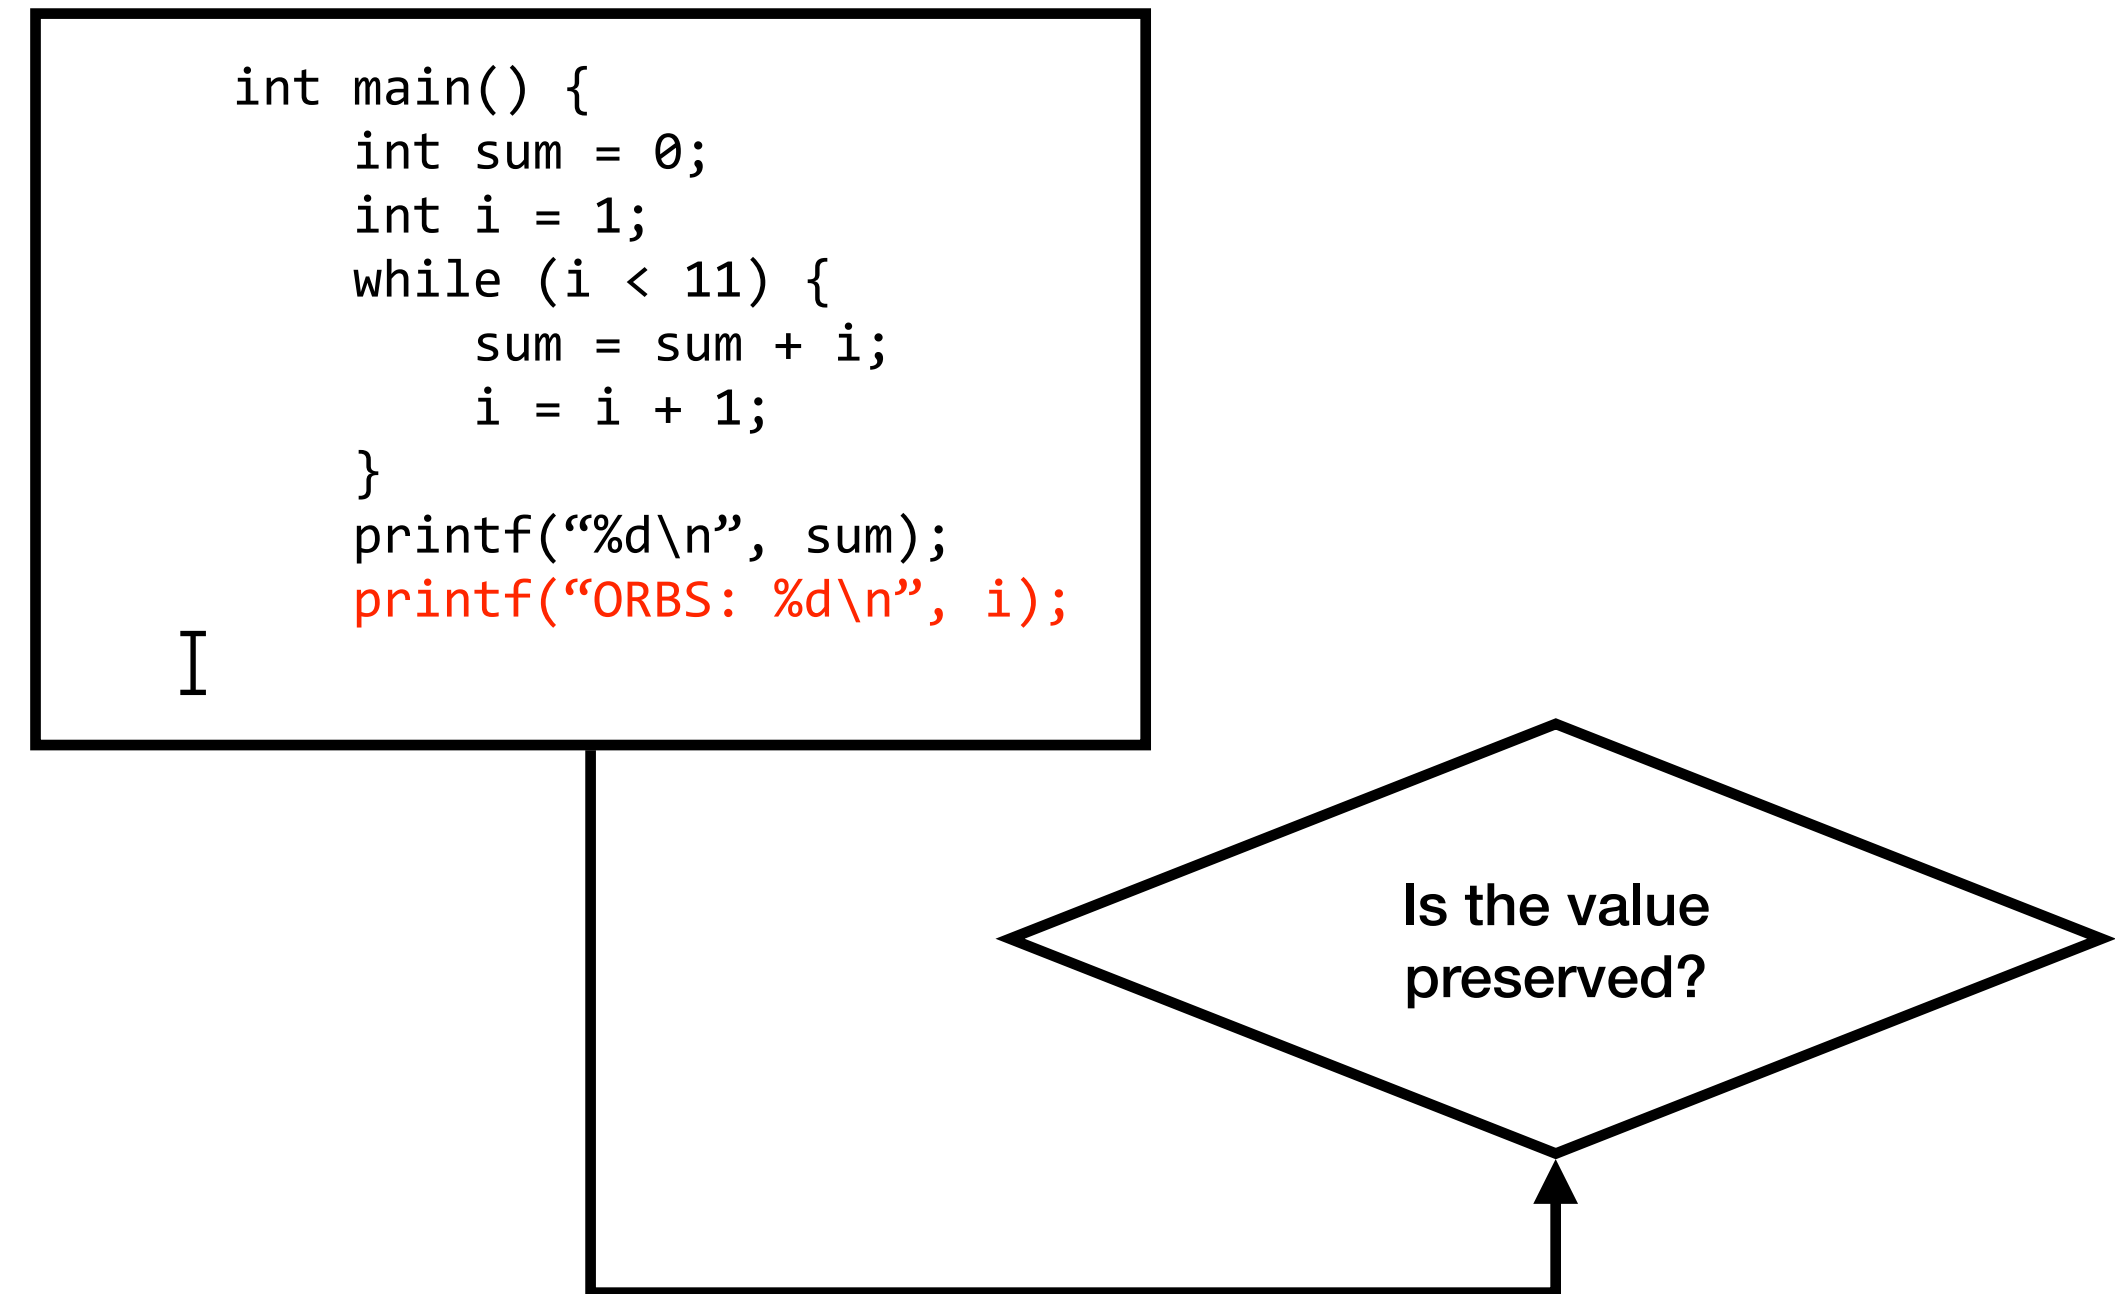 int main() {
int sum = 0;
int i = 1;
while (i < 11) {
sum = sum + i;
i = i + 1;
}
printf(“%d\n”, sum);
printf(“ORBS: %d\n”, i);
Is the value
preserved?